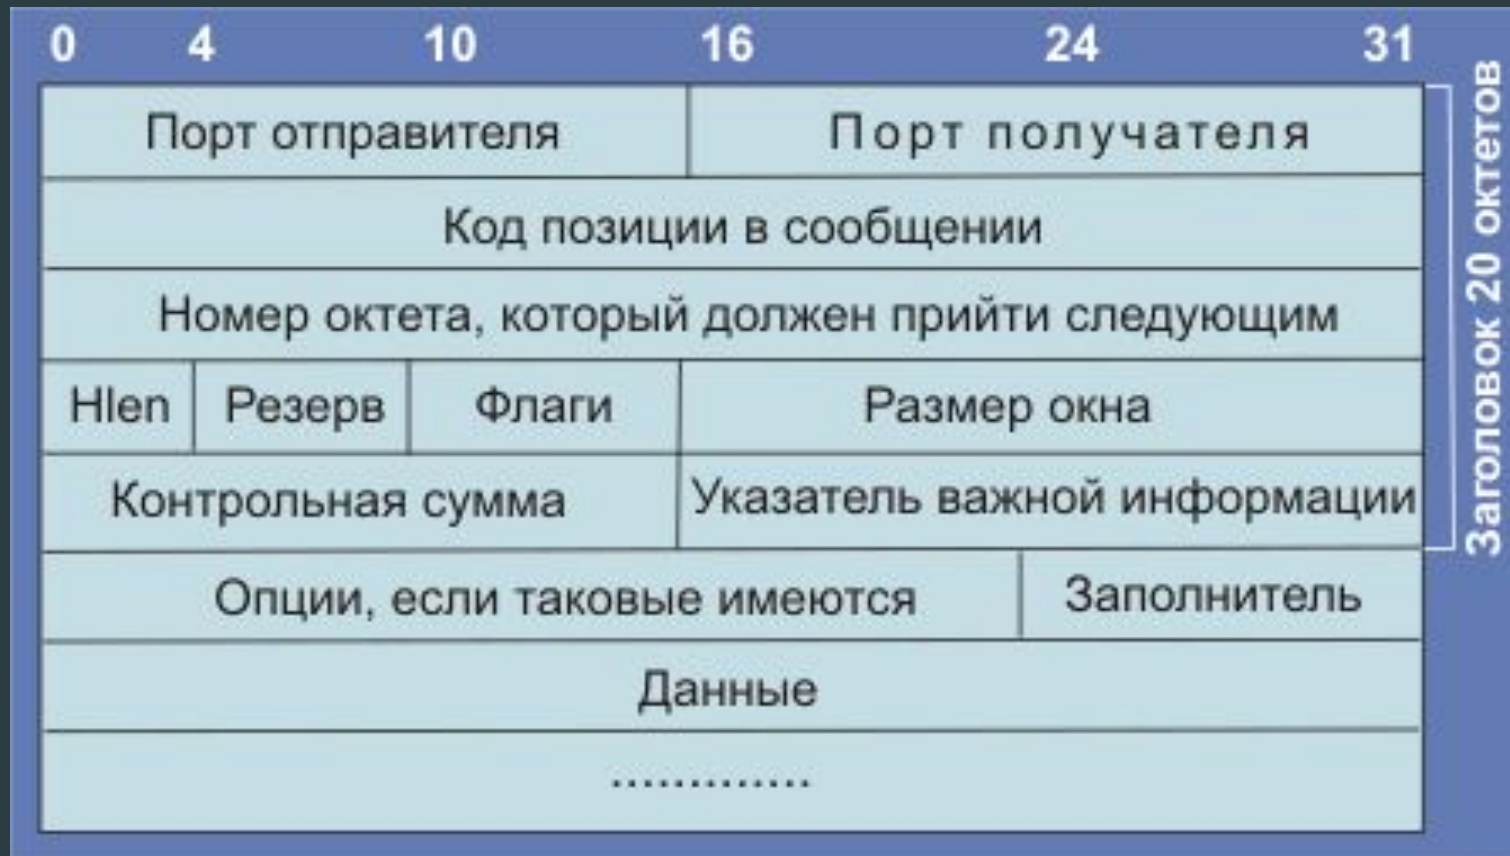 0 4 10 16 24 31
Порт отправителя Порт получателя
Код позиции в сообщении
Номер октета, который должен прийти следующим
Hlen Резерв Флаги Размер окна
Контрольная сумма Указатель важной информации
Опции, если таковые имеются Заполнитель
Данные
.............
Заголовок 20 октетов